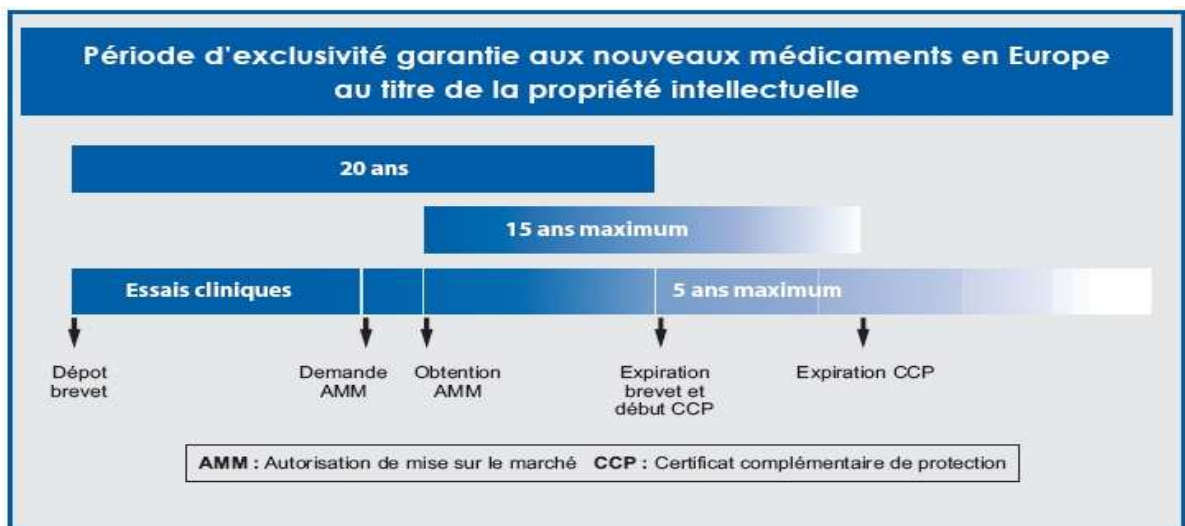 Période d'exclusivité garantie aux nouveaux médicaments en Europe
au titre de la propriété intellectuelle
20 ans
15 ans maximum
Essais cliniques
5 ans maximum
Dépot
brevet
Demande
AMM
Obtention
AMM
Expiration
brevet et
début CCP
Expiration CCP
AMM : Autorisation de mise sur le marché CCP : Certificat complémentaire de protection